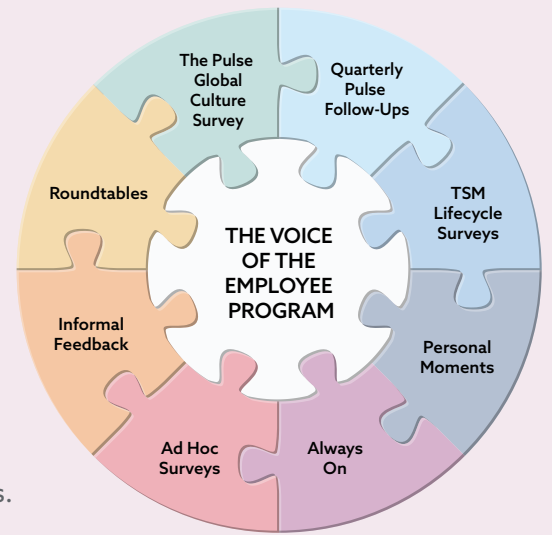 The Pulse
Global
Culture
Survey
Quarterly
Pulse
Follow-Ups
TSM
Lifecycle
Surveys
Personal
Moments
Always
On
Ad Hoc
Surveys
Informal
Feedback
Roundtables
THE VOICE
OF THE
EMPLOYEE
PROGRAM
s.